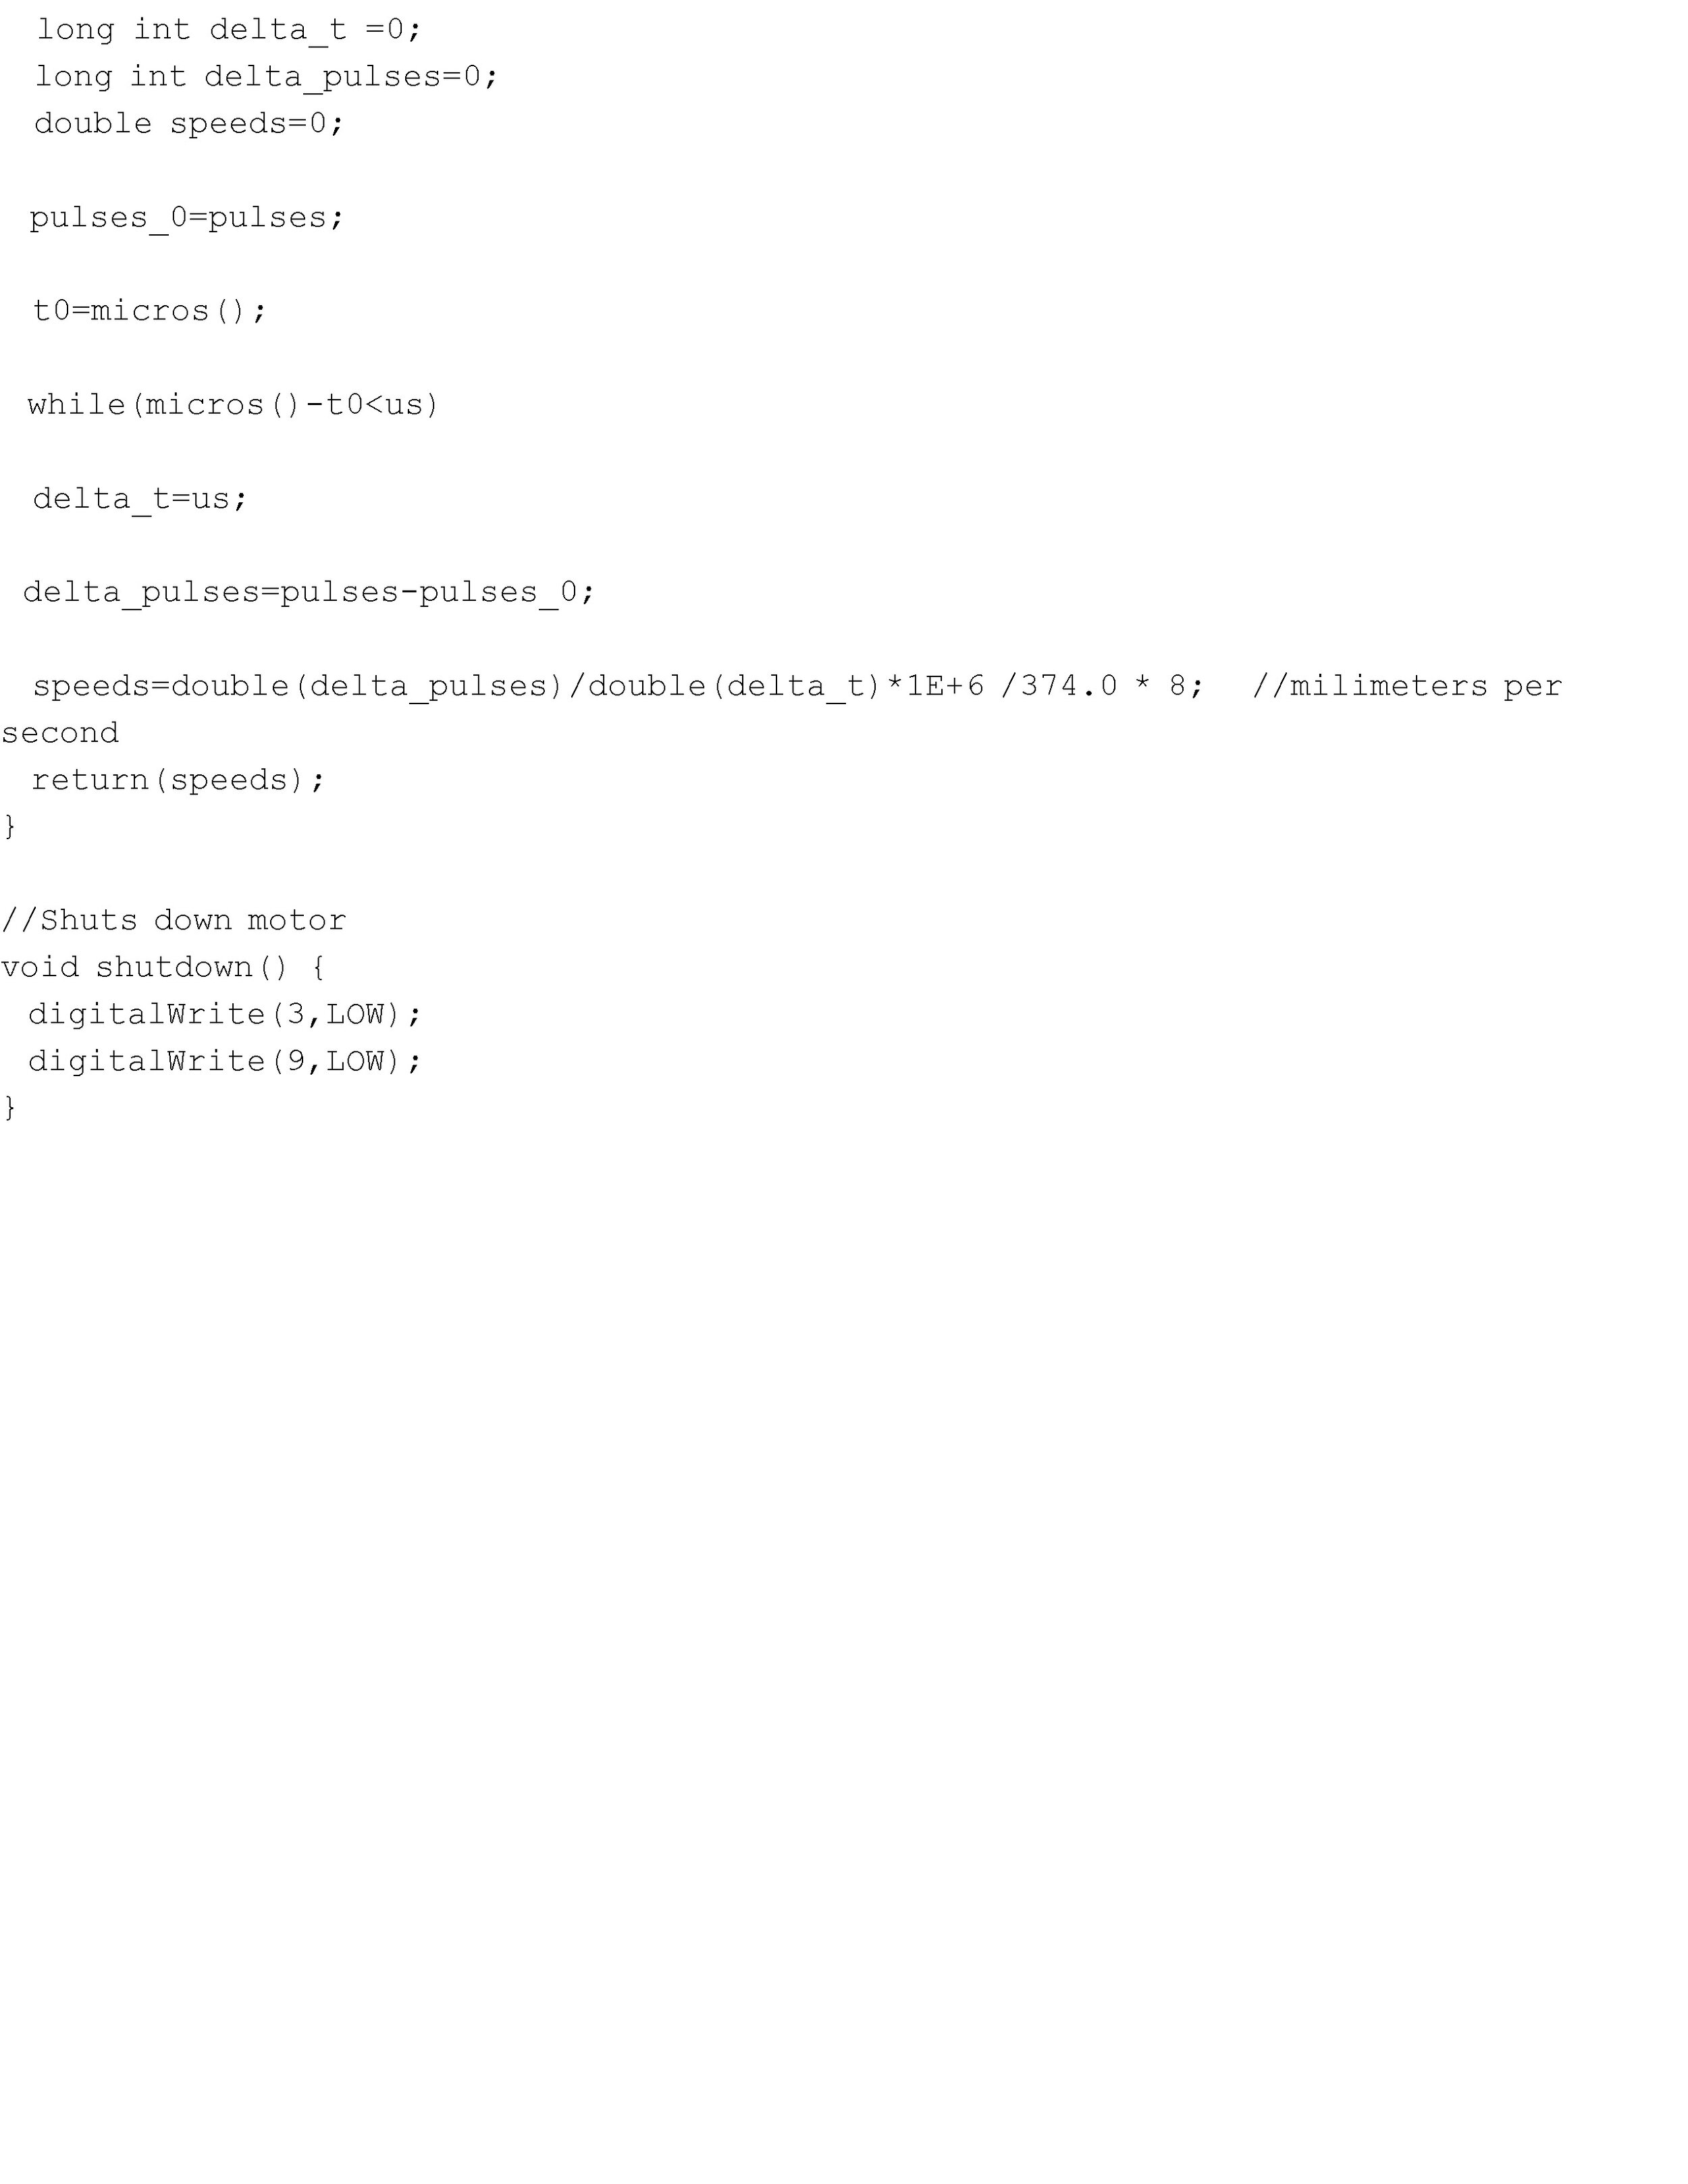 long int delta_t =0;
long int delta_pulses=0;
double speeds=0;
pulses_0=pulses;
t0=micros();
while(micros()-t0<us)
delta_t=us;
delta_pulses=pulses-pulses_0;
speeds=double(delta_pulses)/double(delta_t)*1E+6 /374.0 * 8;   //milimeters per
second
return(speeds);
}
//Shuts down motor
void shutdown() {
digitalWrite(3,LOW);
digitalWrite(9,LOW);
}